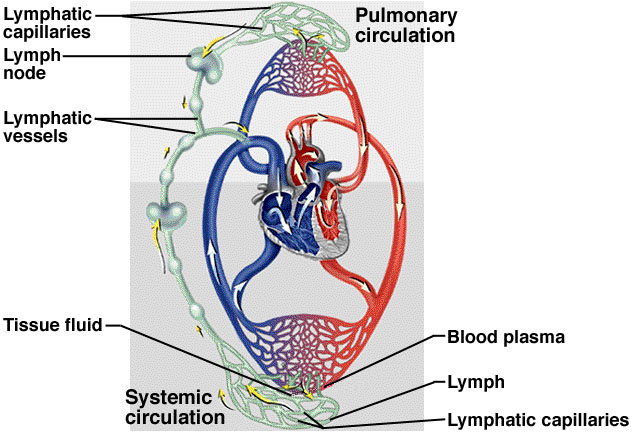 Lymphatic
capillaries
Pulmonary
circulation
Lymph
node
Lymphatic
vessels
Tissue fluid
Blood plasma
Systemic
circulation
Lymph
Lymphatic capillaries